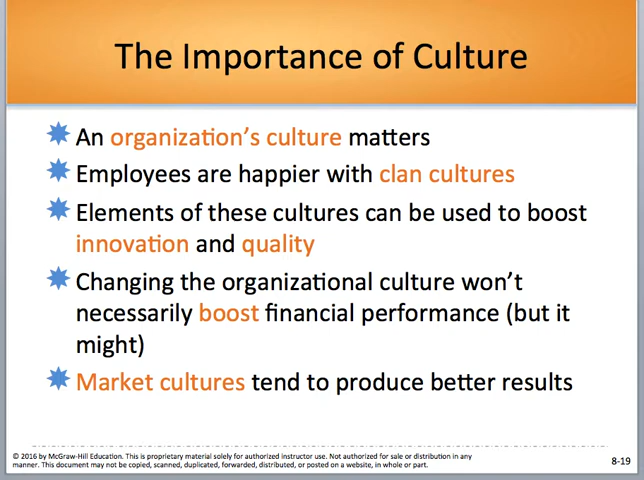 The Importance of Culture
An organization's culture matters
Employees are happier with clan cultures
Elements of these cultures can be used to boost
innovation and quality
Changing the organizational culture won't
necessarily boost financial performance (but it
might)
Market cultures tend to produce better results
© 2016 by McGraw-Hill Education. This is proprietary material solely for authorized instructor use. Not authorized for sale or distribution in any
manner. This document may not be copied, scanned, duplicated, forwarded, distributed, or posted on a website, in whole or part.
8-19